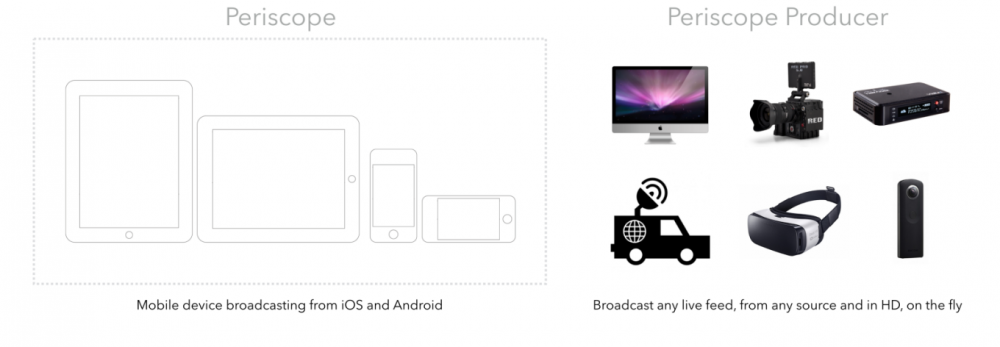 Periscope
Periscope Producer
RED
Mobile device broadcasting from iOS and Android
Broadcast any live feed, from any source and in HD, on the fly